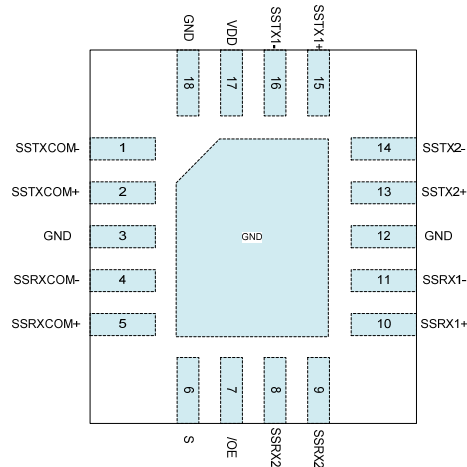 GND
VDD
SSTX1-
SSTX1+
18
17
16
15
SSTXCOM-
1
14
SSTX2-
SSTXCOM+
2
13
SSTX2+
GND
3
GND
12
GND
SSRXCOM-
4
11
SSRX1-
SSRXCOM+
5
10
SSRX1+
6
7
8
9
S
/OE
SSRX2
SSRX2